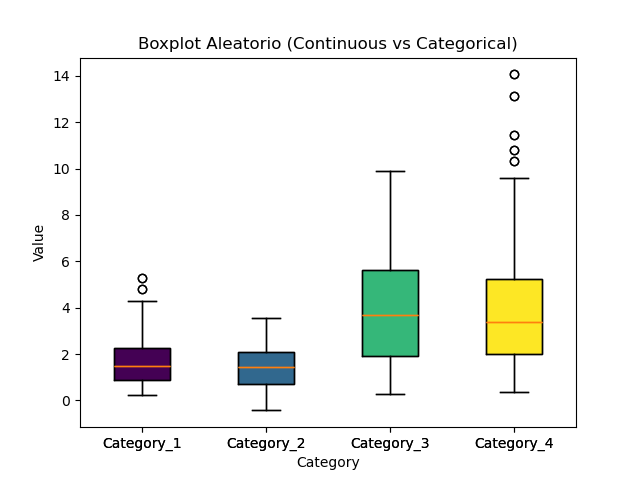 Boxplot Aleatorio (Continuous vs Categorical)
14
12
10
8
6
4
2
0
Value
Category_1
Category_2
Category_3
Category_4
Category